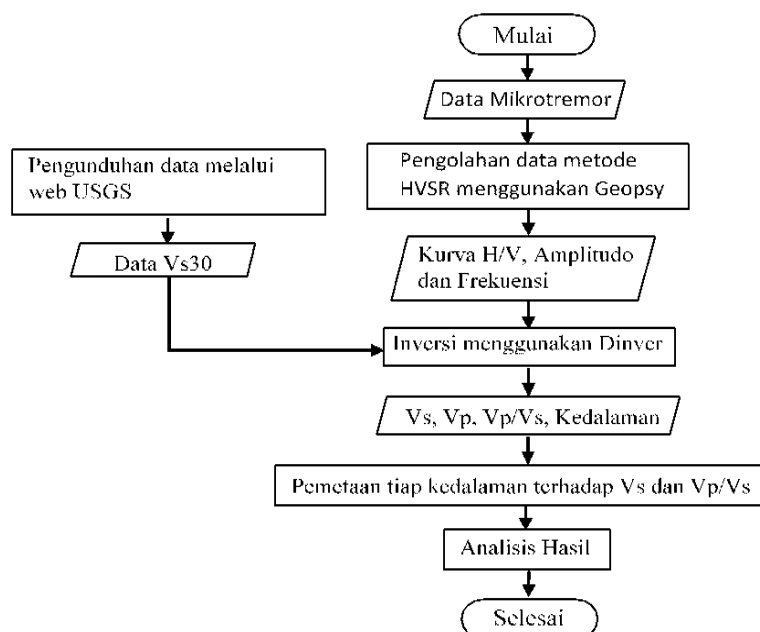 Mulai
Data Mikrotremor
Pengunduhan data melalui
web USGS
Pengolahan data metode
HVSR menggunakan Geopsy
Data Vs30
Kurva H/V, Amplitudo
dan Frekuensi
Inversi menggunakan Dinver
Vs, Vp, Vp/Vs, Kedalaman
Pemetaan tiap kedalaman terhadap Vs dan Vp/Vs
Analisis Hasil
Selesai